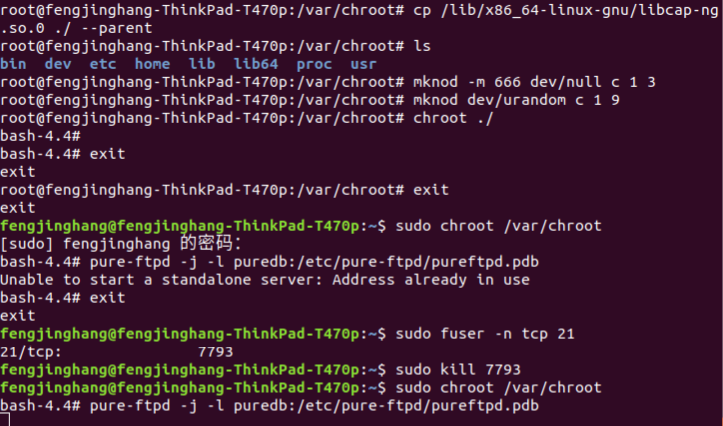 root@fengjinghang-ThinkPad-T470p:/var/chroot# cp /lib/x86_64-linux-gnu/libcap-ng
.so.0 ./ --parent
root@fengjinghang-ThinkPad-T470p:/var/chroot# ls
bin dev etc home lib lib64 proc usr
root@fengjinghang-ThinkPad-T470p:/var/chroot# mknod -m 666 dev/null c 1 3
root@fengjinghang-ThinkPad-T470p:/var/chroot# mknod dev/urandom c 1 9
root@fengjinghang-ThinkPad-T470p:/var/chroot# chroot ./
bash-4.4#
bash-4.4# exit
exit
root@fengjinghang-ThinkPad-T470p:/var/chroot# exit
exit
fengjinghang@fengjinghang-ThinkPad-T470p:~$ sudo chroot /var/chroot
[sudo] fengjinghang 的密码：
bash-4.4# pure-ftpd -j -l puredb:/etc/pure-ftpd/pureftpd.pdb
Unable to start a standalone server: Address already in use
bash-4.4# exit
exit
fengjinghang@fengjinghang-ThinkPad-T470p:~$ sudo fuser -n tcp 21
21/tcp: 7793
fengjinghang@fengjinghang-ThinkPad-T470p:~$ sudo kill 7793
fengjinghang@fengjinghang-ThinkPad-T470p:~$ sudo chroot /var/chroot
bash-4.4# pure-ftpd -j -l puredb:/etc/pure-ftpd/pureftpd.pdb